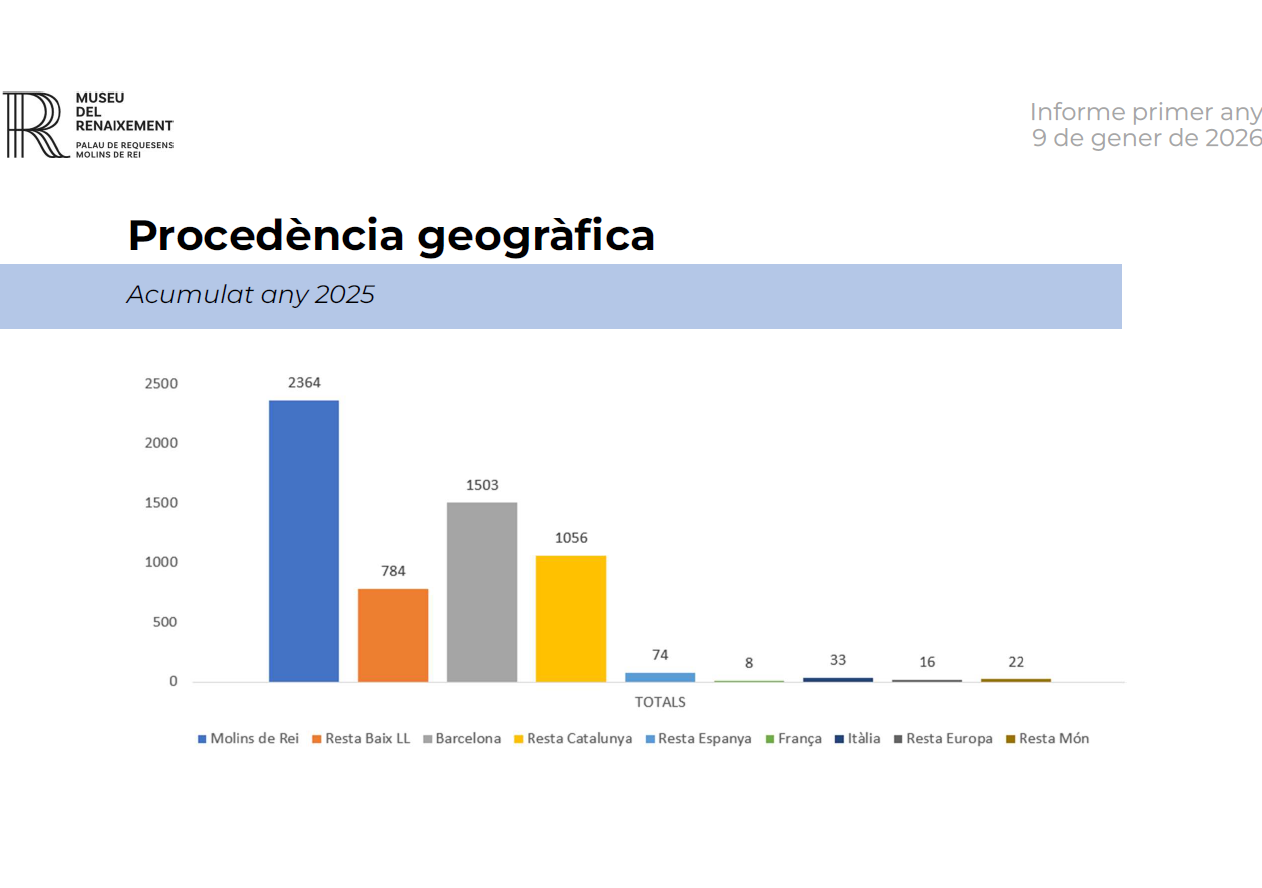 MUSEU
DEL
RENAIXEMENT
PALAU DE REQUESENS
MOLINS DE REI
Informe primer any
9 de gener de 2026
Procedència geogràfica
Acumulat any 2025
2500
2000
1500
1000
500
0
2364
784
1503
1056
74
8
33
16
22
TOTALS
Molins de Rei Resta Baix LL Barcelona Resta Catalunya Resta Espanya França Itàlia Resta Europa Resta Món